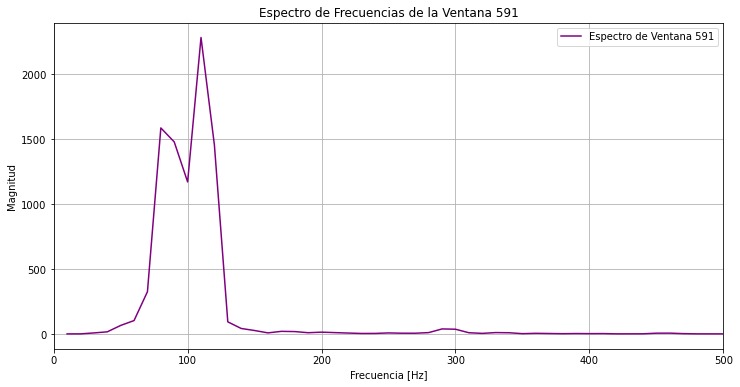 Espectro de Frecuencias de la Ventana 591
Espectro de Ventana 591
2000
1500
1000
500
0
Magnitud
0 100 200 300 400 500
Frecuencia [Hz]